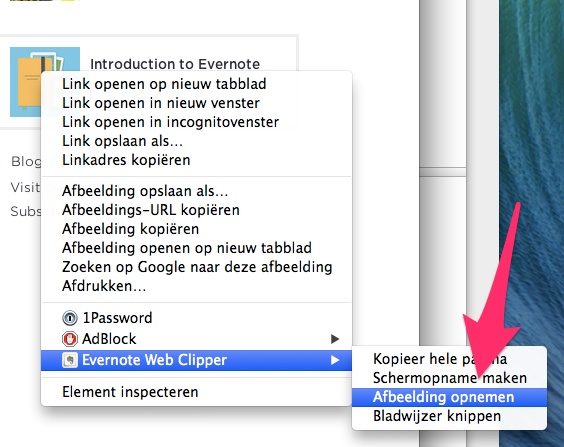 Introduction to Evernote
Link openen op nieuw tabblad
Link openen in nieuw venster
Link openen in incognitovenster
Link opslaan als...
Linkadres kopiëren
Blog
Visit
Subs
Afbeelding opslaan als...
Afbeeldings-URL kopiëren
Afbeelding kopiëren
Afbeelding openen op nieuw tabblad
Zoeken op Google naar deze afbeelding
Afdrukken...
1Password
AdBlock
Evernote Web Clipper
Element inspecteren
Kopieer hele pagina
Schermopname maken
Afbeelding opnemen
Bladwijzer knippen